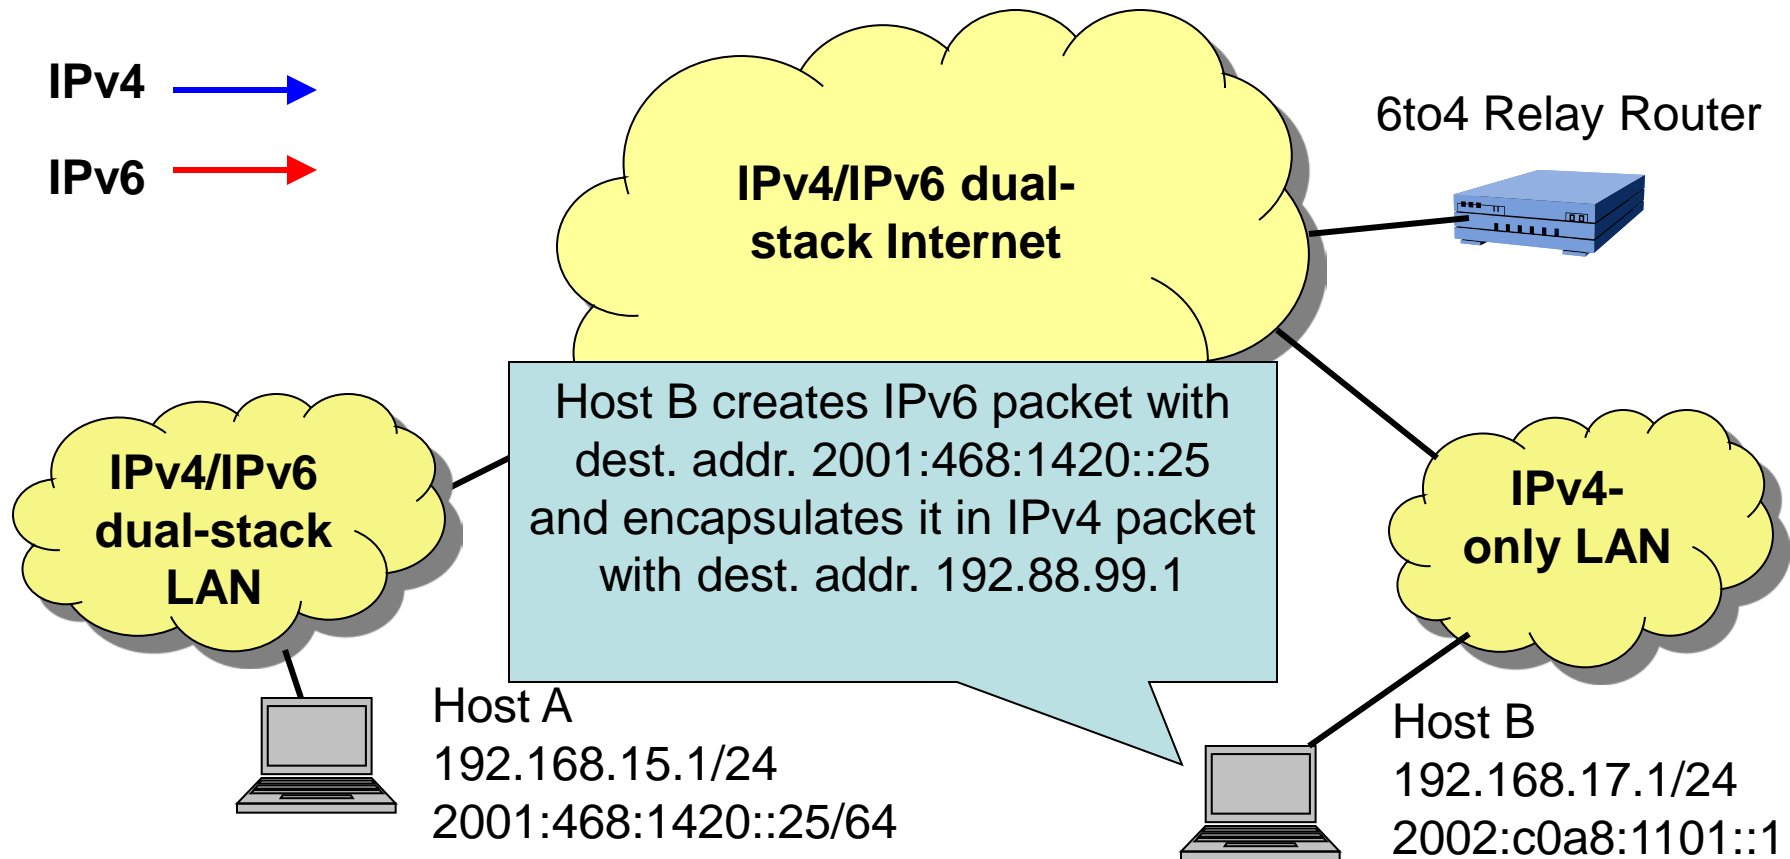 IPv4
IPv6
IPv4/IPv6 dual-
stack Internet
6to4 Relay Router
Host B creates IPv6 packet with
dest. addr. 2001:468:1420::25
and encapsulates it in IPv4 packet
with dest. addr. 192.88.99.1
IPv4/IPv6
dual-stack
LAN
IPv4-
only LAN
Host A
192.168.15.1/24
2001:468:1420::25/64
Host B
192.168.17.1/24
2002:c0a8:1101::1